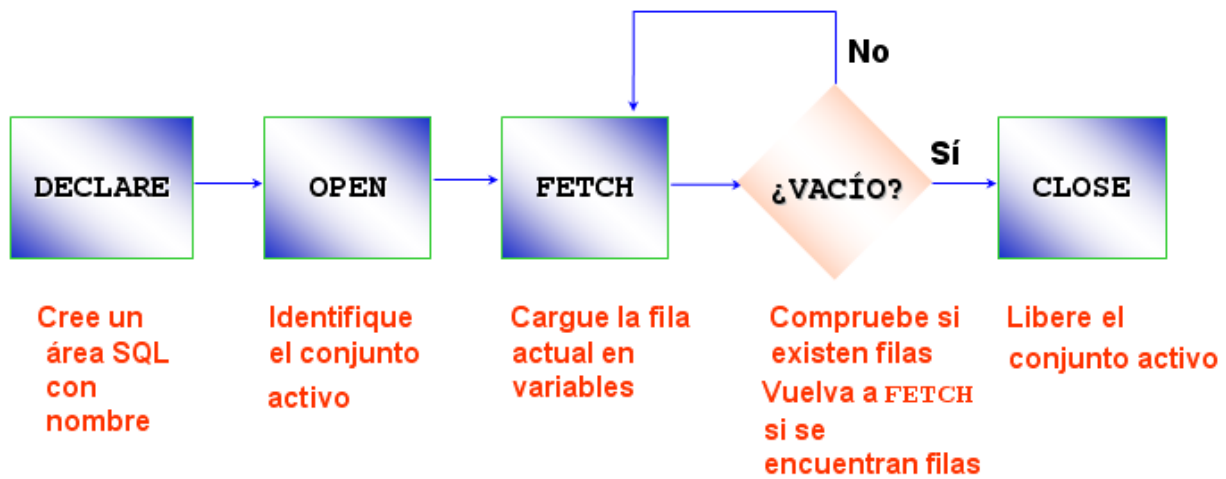 No
DECLARE
OPEN
FETCH
¿VACÍO?
Sí
CLOSE
Cree un
área SQL
con
nombre
Identifique
el conjunto
activo
Cargue la fila
actual en
variables
Compruebe si
existen filas
Vuelva a FETCH
si se
encuentran filas
Libere el
conjunto activo